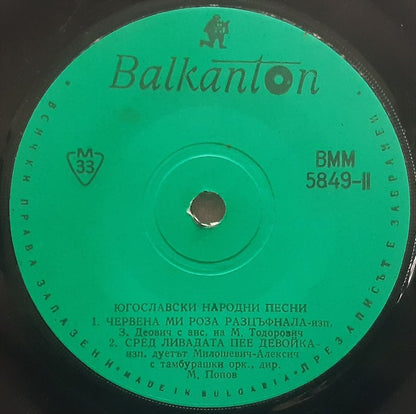 Balkanton
М
33
ВММ
5849-II
ЮГОСЛАВСКИ НАРОДНИ ПЕСНИ
1. ЧЕРВЕНА МИ РОЗА РАЗЦЪФНАЛА-изп.
З. Деович с анс. на М. Тодорович
2. СРЕД ЛИВАДАТА ПЕЕ ДЕВОЙКА-
изп. дуетът Милошевич-Алексич
с тамбурашки орк., дир.
М. Попов
• ВСИЧКИ ПРАВА ЗАПАЗЕНИ • MADE IN BULGARIA • ПРЕЗАПИСЪТ Е ЗАБРАНЕН •